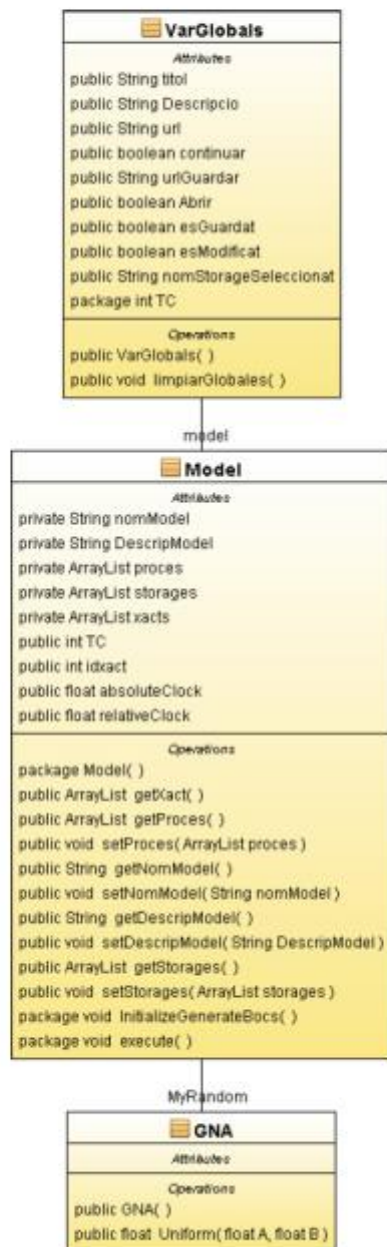 VarGlobals
Attributes
public String titol
public String Descripcio
public String url
public boolean continuar
public String urlGuardar
public boolean Abrir
public boolean esGuardat
public boolean esModificat
public String nomStorageSeleccionat
package int TC
Operations
public VarGlobals( )
public void limpiarGlobales( )
model
Model
Attributes
private String nomModel
private String DescripModel
private ArrayList proces
private ArrayList storages
private ArrayList xacts
public int TC
public int idxact
public float absoluteClock
public float relativeClock
Operations
package Model( )
public ArrayList getXact( )
public ArrayList getProces( )
public void setProces( ArrayList proces )
public String getNomModel( )
public void setNomModel( String nomModel )
public String getDescripModel( )
public void setDescripModel( String DescripModel )
public ArrayList getStorages( )
public void setStorages( ArrayList storages )
package void InitializeGenerateBocs( )
package void execute( )
MyRandom
GNA
Attributes
Operations
public GNA( )
public float Uniform( float A, float B )